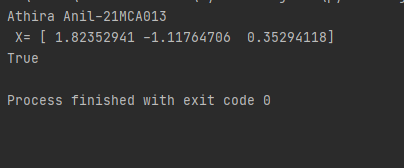 Athira Anil-21MCA013
X= [ 1.82352941 -1.11764706  0.35294118]
True
Process finished with exit code 0